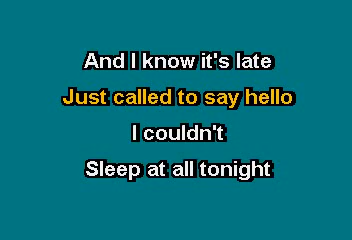 And I know it's late
Just called to say hello
I couldn't
Sleep at all tonight